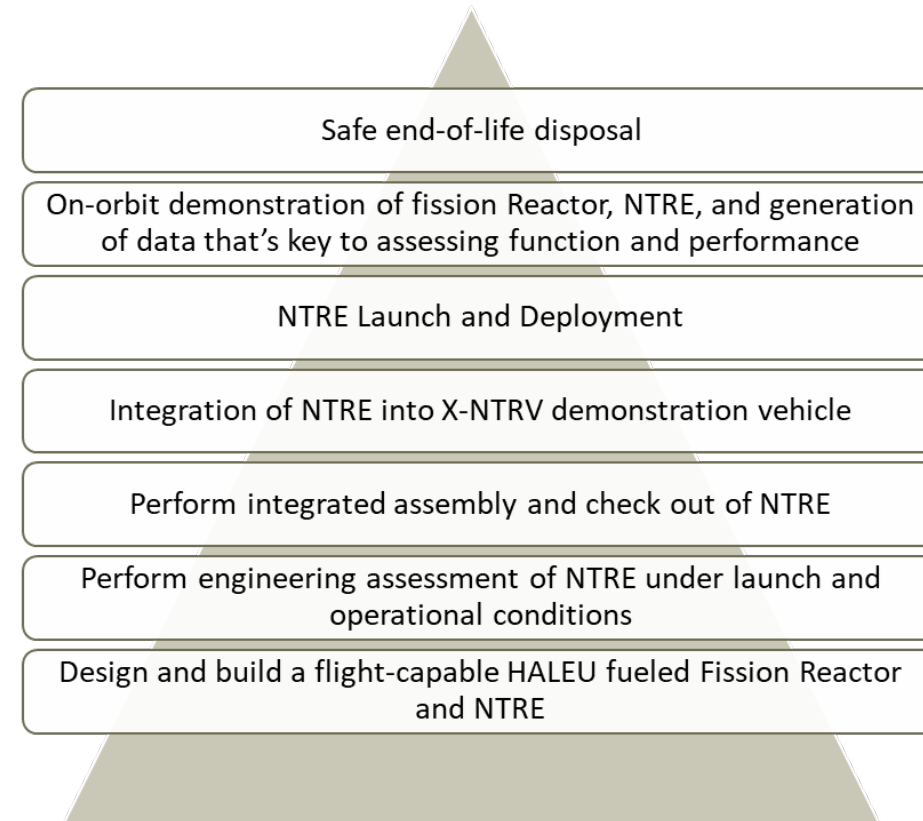 Safe end-of-life disposal
On-orbit demonstration of fission Reactor, NTRE, and generation
of data that's key to assessing function and performance
NTRE Launch and Deployment
Integration of NTRE into X-NTRV demonstration vehicle
Perform integrated assembly and check out of NTRE
Perform engineering assessment of NTRE under launch and
operational conditions
Design and build a flight-capable HALEU fueled Fission Reactor
and NTRE